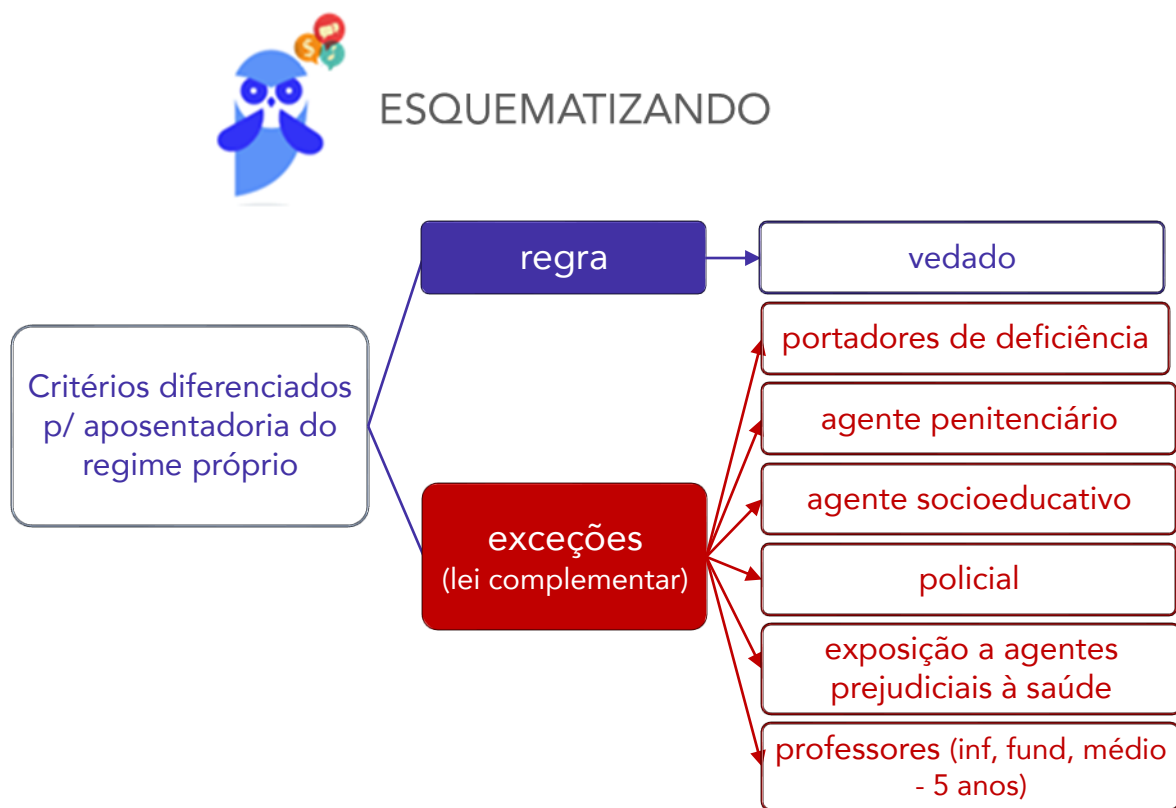 ESQUEMATIZANDO
regra
vedado
Critérios diferenciados
p/ aposentadoria do
regime próprio
exceções
(lei complementar)
portadores de deficiência
agente penitenciário
agente socioeducativo
policial
exposição a agentes
prejudiciais à saúde
professores (inf, fund, médio
- 5 anos)